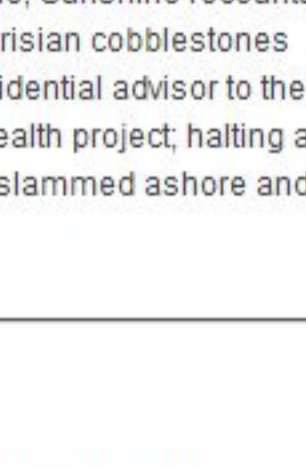 risian cobblestones
idential advisor to the
ealth project; halting a
slammed ashore and